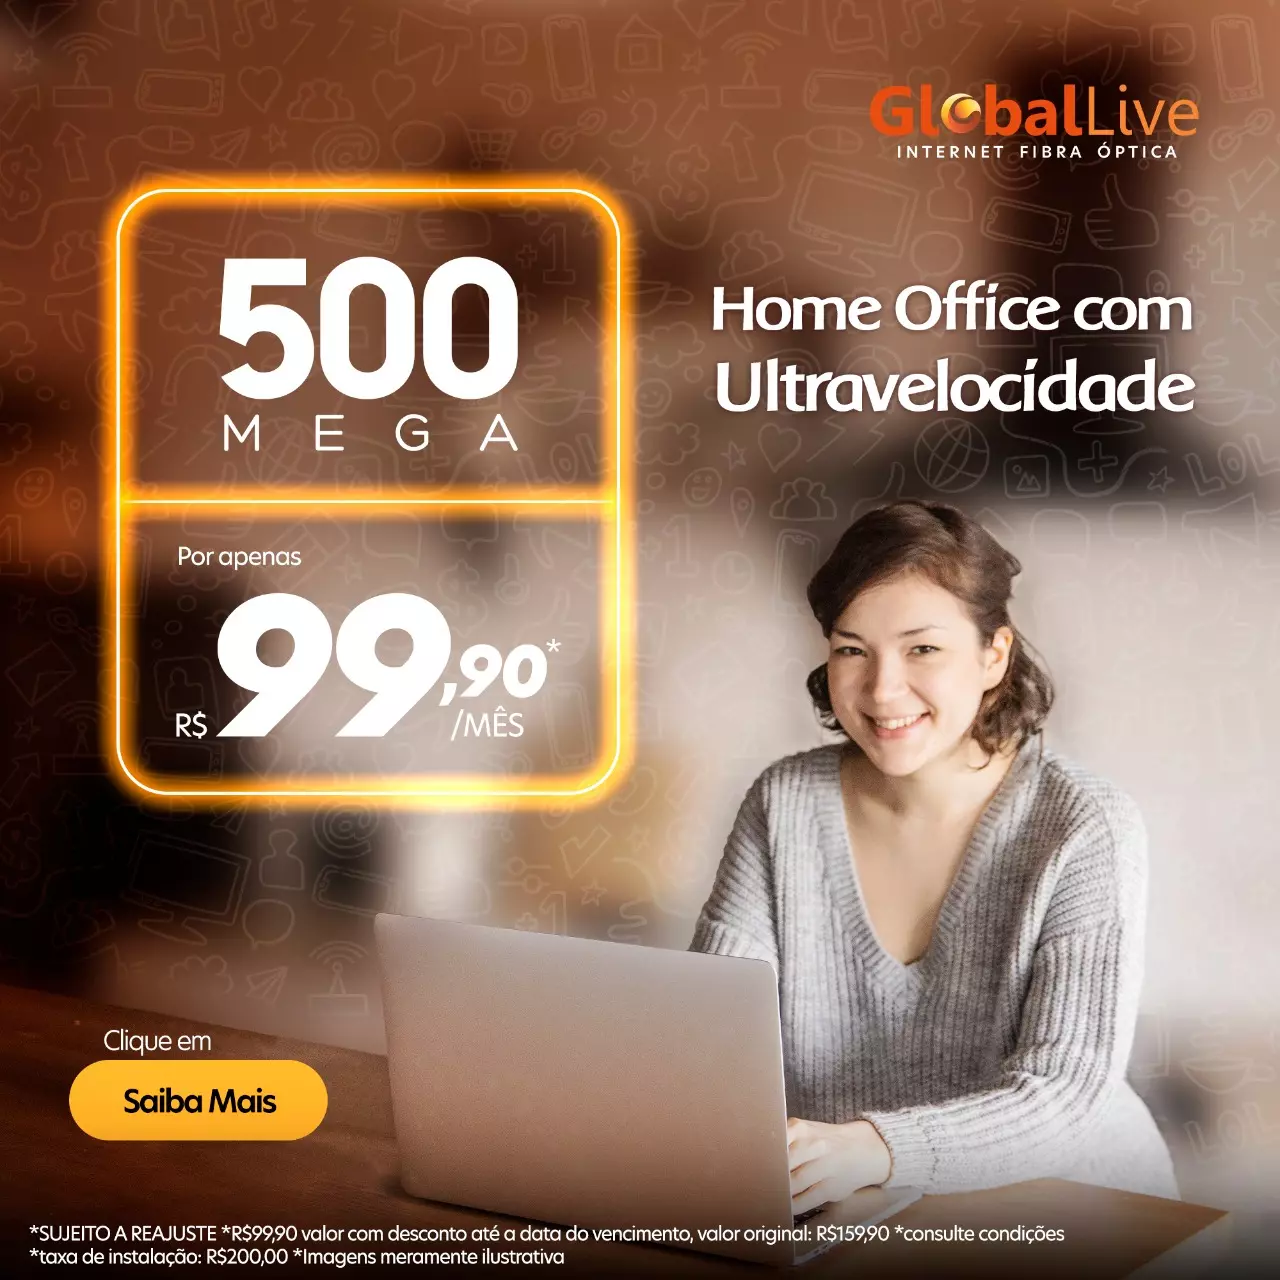 GlobalLive
INTERNET FIBRA ÓPTICA
500
MEGA
Home Office com
Ultravelocidade
Por apenas
R$ 99,90*
/MÊS
Clique em
Saiba Mais
*SUJEITO A REAJUSTE *R$99,90 valor com desconto até a data do vencimento, valor original: R$159,90 *consulte condições
*taxa de instalação: R$200,00 *Imagens meramente ilustrativa